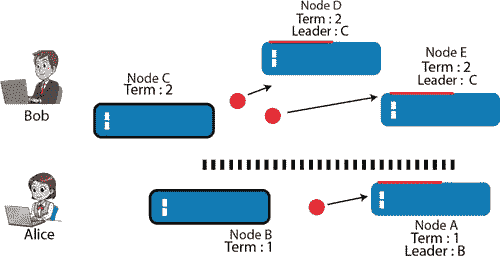 Node D
Term : 2
Leader : C
Node E
Term : 2
Leader : C
Node C
Term : 2
Bob
Node B
Term : 1
Node A
Term : 1
Leader : B
Alice